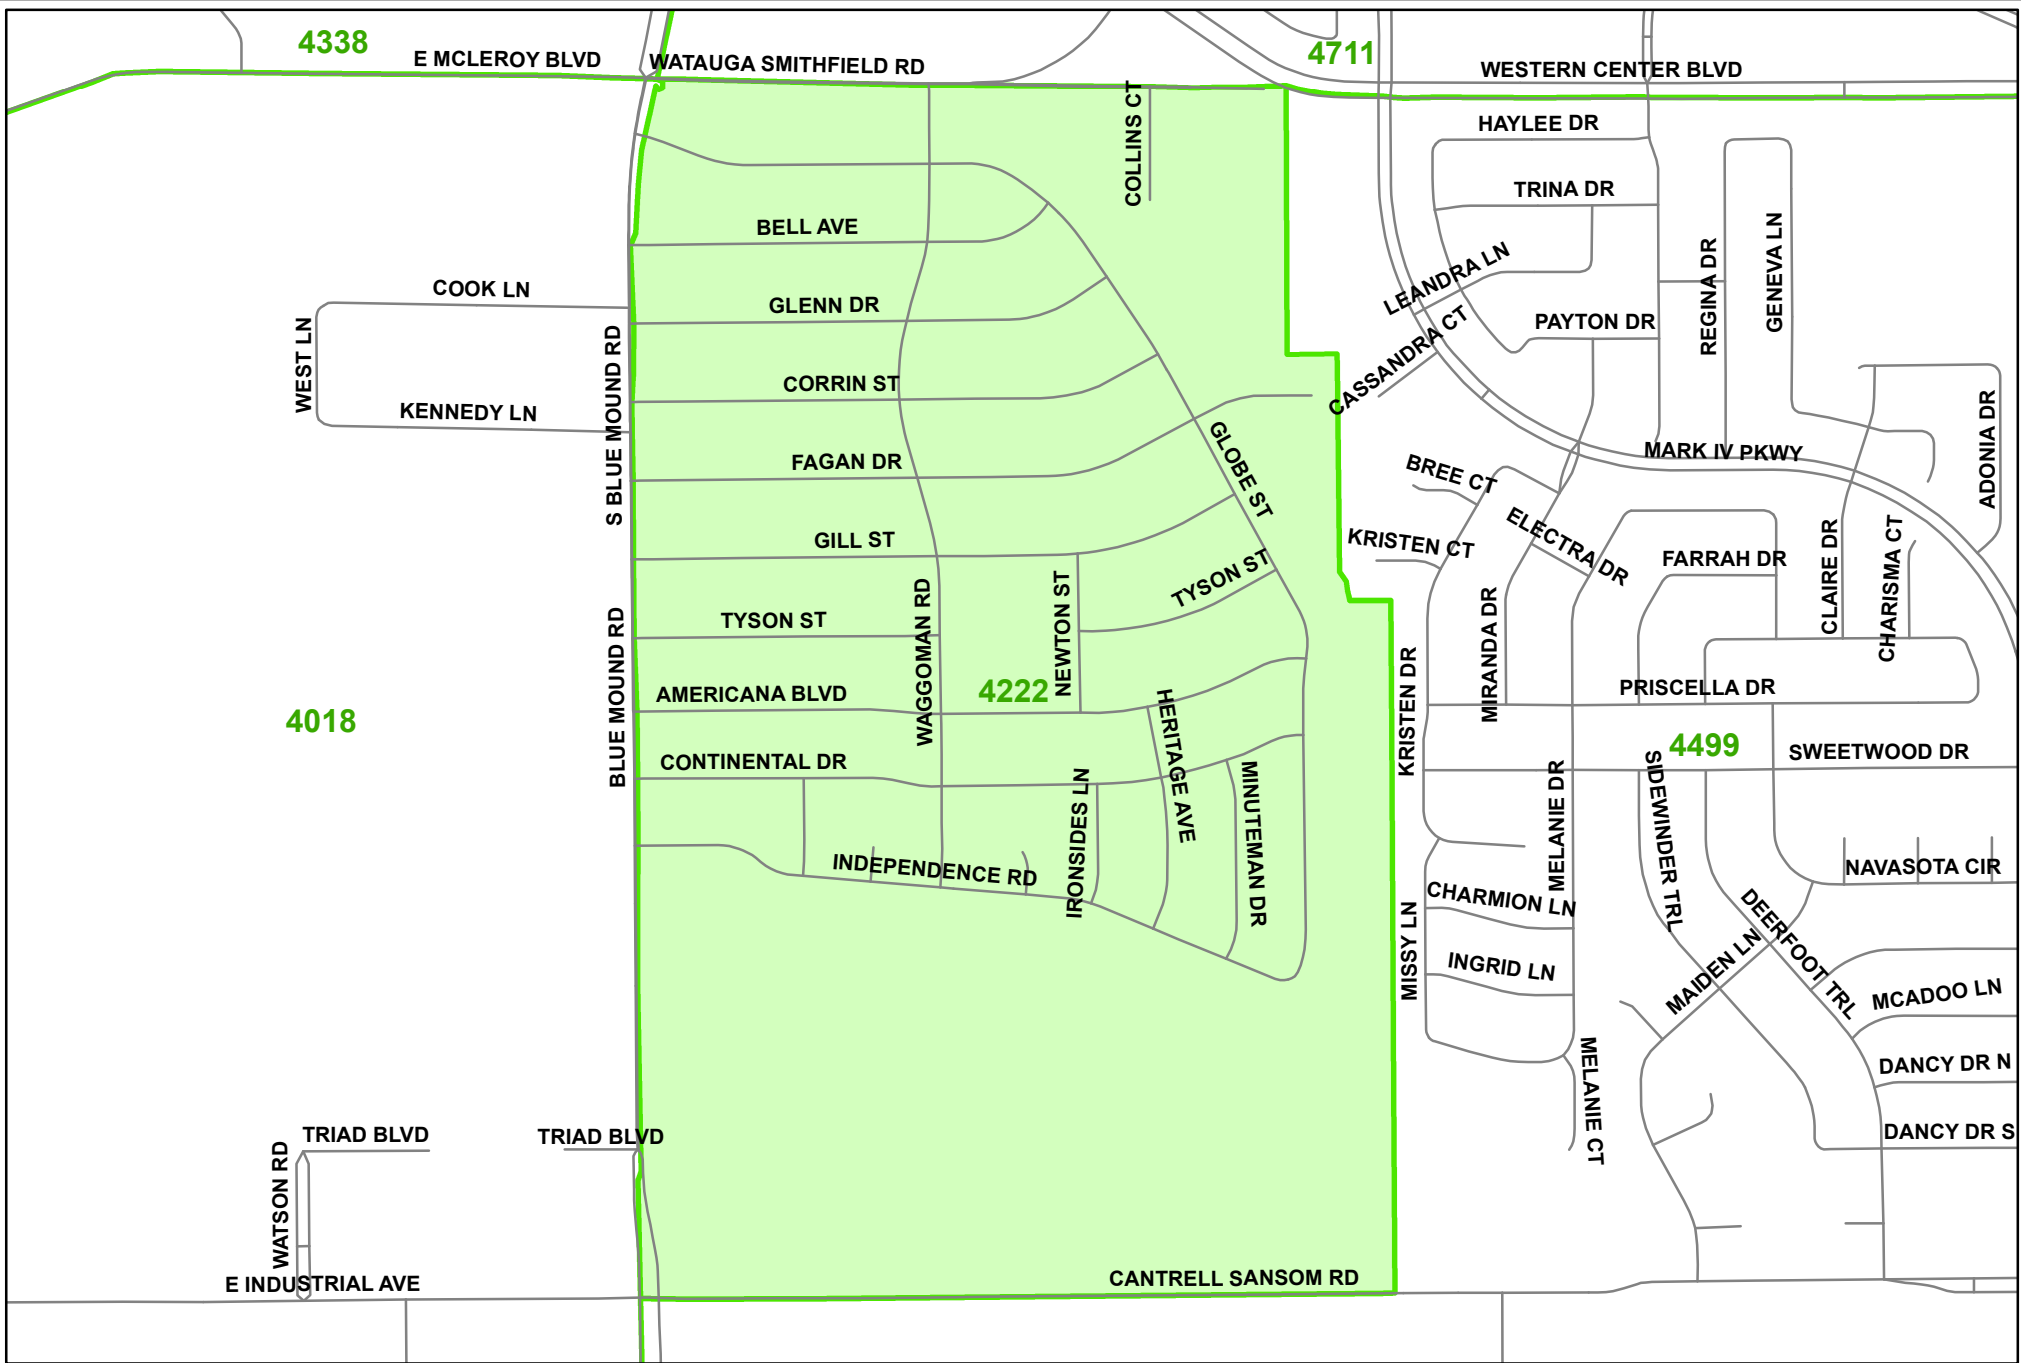 4338
E MCLEROY BLVD
WATAUGA SMITHFIELD RD
4711
WESTERN CENTER BLVD
COLLINS CT
HAYLEE DR
TRINA DR
BELL AVE
GENEVA LN
REGINA DR
LEANDRA LN
COOK LN
GLENN DR
PAYTON DR
WEST LN
CASSANDRA CT
S BLUE MOUND RD
CORRIN ST
KENNEDY LN
ADONIA DR
MARK IV PKWY
FAGAN DR
GLOBE ST
BREE CT
GILL ST
ELECTRA DR
KRISTEN CT
FARRAH DR
CLAIRE DR
CHARISMA CT
TYSON ST
NEWTON ST
WAGGOMAN RD
TYSON ST
BLUE MOUND RD
MIRANDA DR
KRISTEN DR
AMERICANA BLVD
4222
PRISCELLA DR
4018
HERITAGE AVE
4499
SWEETWOOD DR
CONTINENTAL DR
SIDEWINDER TRL
MELANIE DR
IRONSIDES LN
MINUTEMAN DR
INDEPENDENCE RD
NAVASOTA CIR
CHARMION LN
DEERFOOT TRL
MISSY LN
MAIDEN LN
INGRID LN
MCADOO LN
DANCY DR N
MELANIE CT
TRIAD BLVD
TRIAD BLVD
DANCY DR S
WATSON RD
E INDUSTRIAL AVE
CANTRELL SANSOM RD